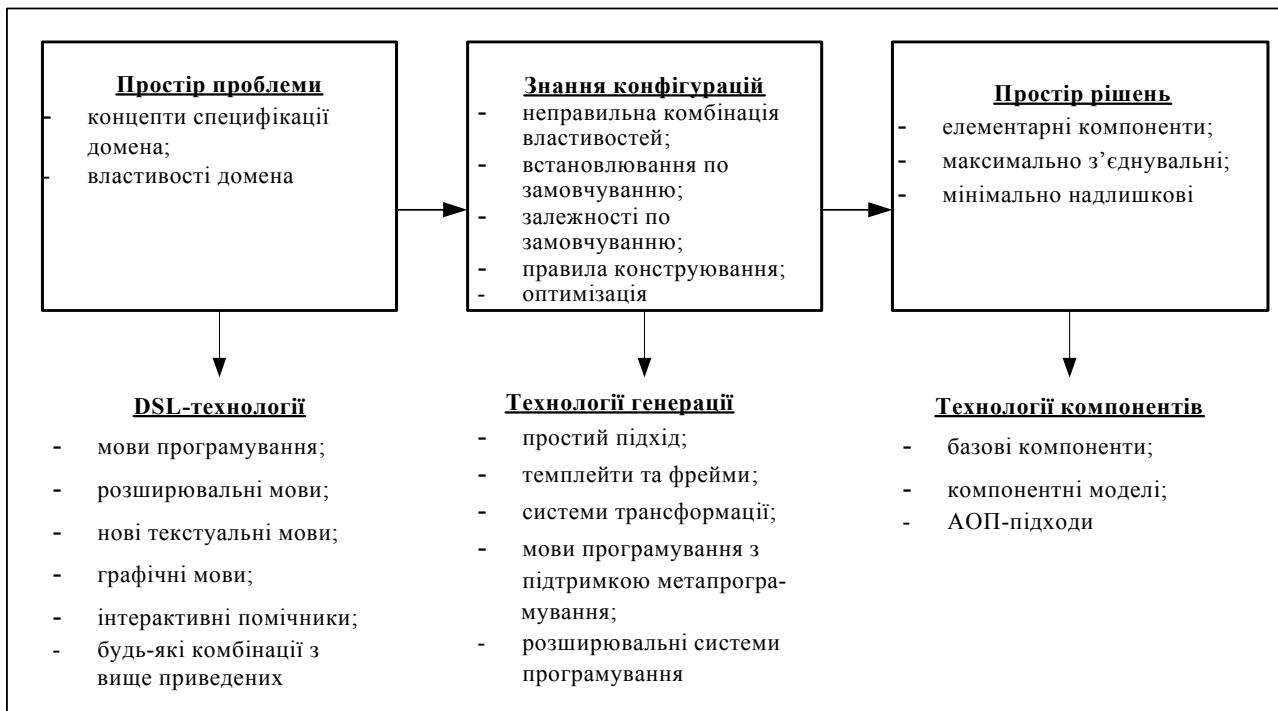 Простір проблеми
- концепти специфікації
домена;
- властивості домена
Знання конфігурацій
- неправильна комбінація
властивостей;
- встановлювання по
замовчуванню;
- залежності по
замовчуванню;
- правила конструювання;
- оптимізація
Простір рішень
- елементарні компоненти;
- максимально з’єднувальні;
- мінімально надлишкові
DSL-технології
- мови програмування;
- розширювальні мови;
- нові текстуальні мови;
- графічні мови;
- інтерактивні помічники;
- будь-які комбінації з
вище приведених
Технології генерації
- простий підхід;
- темплейти та фрейми;
- системи трансформації;
- мови програмування з
підтримкою метапрогра-
мування;
- розширювальні системи
програмування
Технології компонентів
- базові компоненти;
- компонентні моделі;
- АОП-підходи